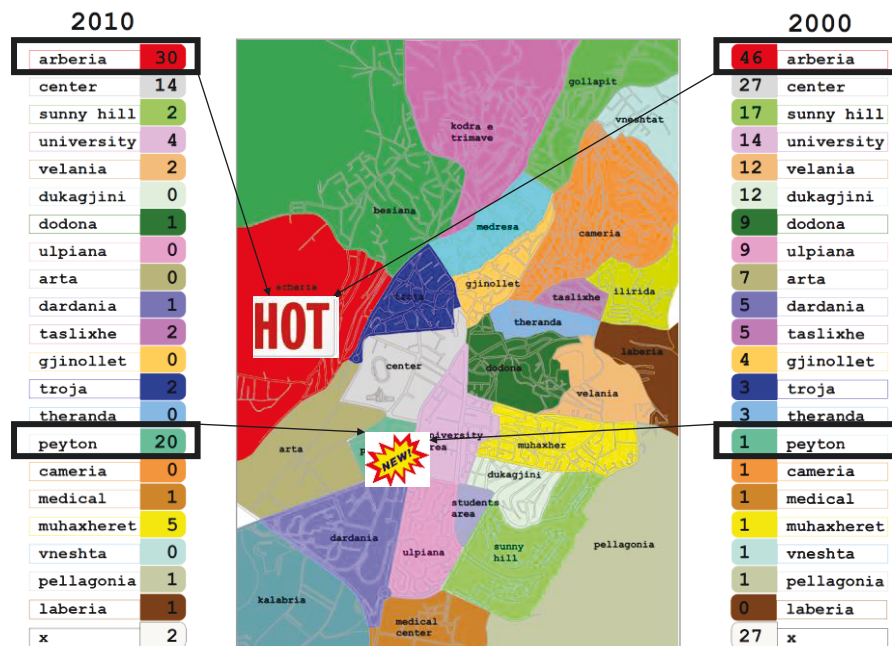 2010
arberia 30
center 14
sunny hill 2
university 4
velania 2
dukagjini 0
dodona 1
ulpiana 0
arta 0
dardania 1
taslixhe 2
gjinollet 0
troja 2
theranda 0
peyton 20
cameria 0
medical 1
muhaxheret 5
vneshta 0
pellagonia 1
laberia 1
x 2
gollapit
kodra e
trimave
vneshtat
besiana
medresa
cameria
arberia
HOT
troja
gjinollet
ilirida
taslixhe
theranda
laberia
center
dodona
velania
arta
NEW!
university
area
muhaxher
dukagjini
students
area
dardania
ulpiana
sunny
hill
pellagonia
kalabria
medical
center
2000
46 arberia
27 center
17 sunny hill
14 university
12 velania
12 dukagjini
9 dodona
9 ulpiana
7 arta
5 dardania
5 taslixhe
4 gjinollet
3 troja
3 theranda
1 peyton
1 cameria
1 medical
1 muhaxheret
1 vneshta
1 pellagonia
0 laberia
27 x